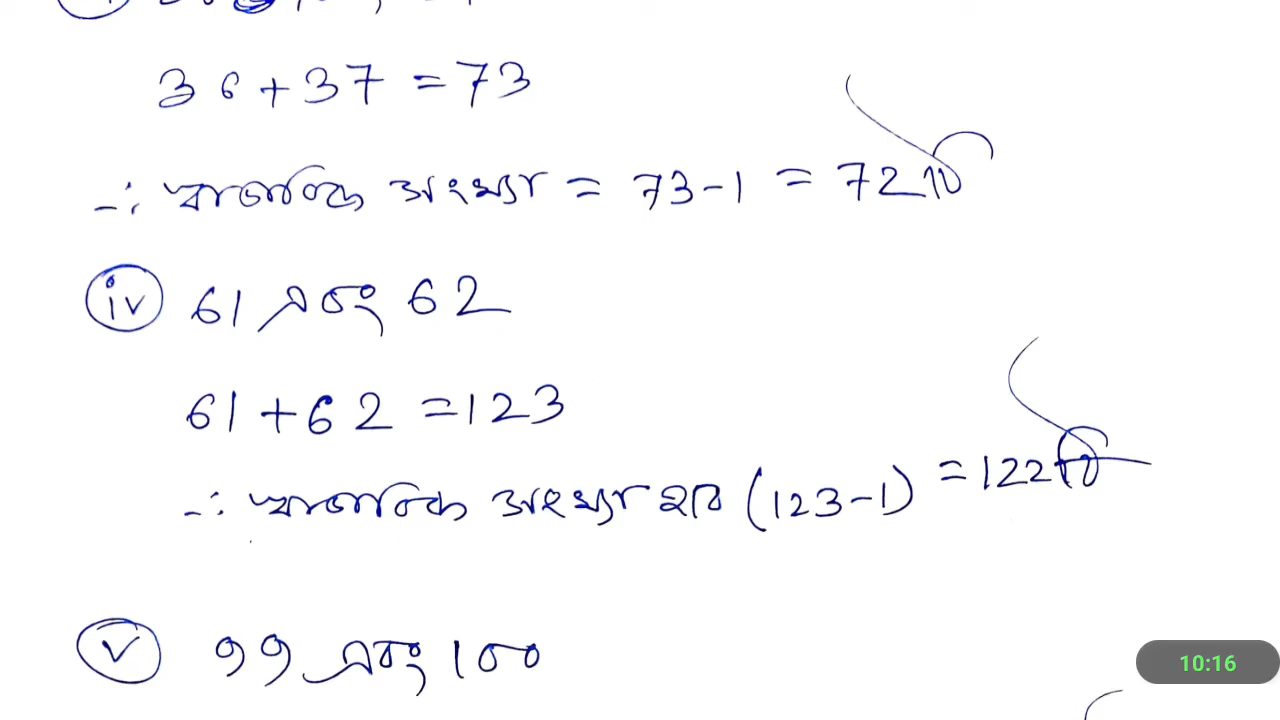 36+37 = 73
∴ স্বাভাবিক সংখ্যা = 73-1 = 72টি
iv 61 এবং 62
61+62 =123
∴ স্বাভাবিক সংখ্যা হবে (123-1) =122টি
v 99 এবং 100
10:16